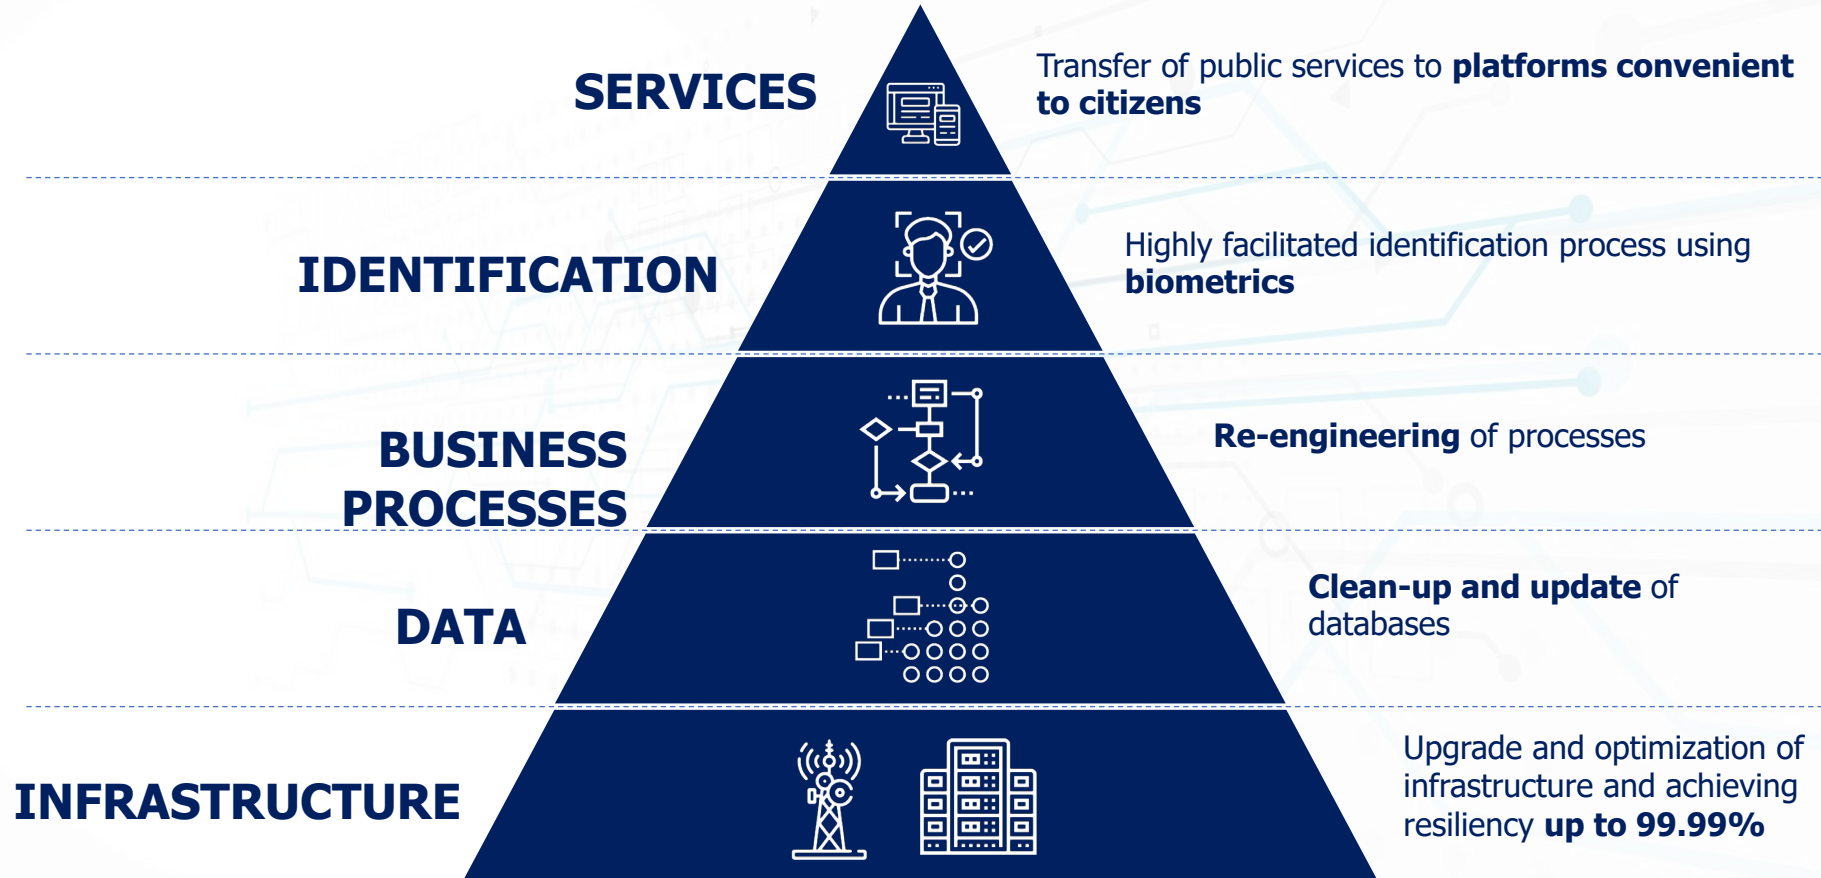 SERVICES
Transfer of public services to platforms convenient
to citizens
IDENTIFICATION
Highly facilitated identification process using
biometrics
BUSINESS
PROCESSES
Re-engineering of processes
DATA
Clean-up and update of
databases
INFRASTRUCTURE
Upgrade and optimization of
infrastructure and achieving
resiliency up to 99.99%